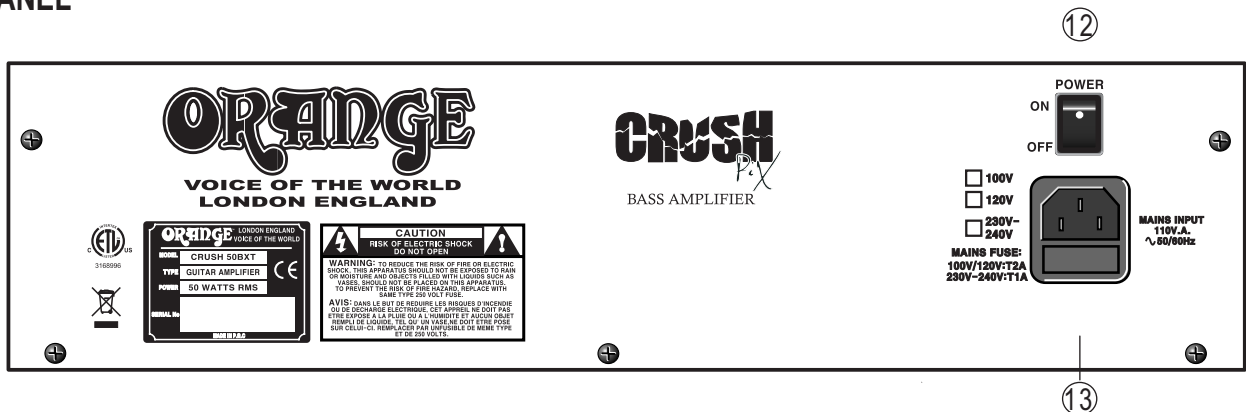 ANEL
12
POWER
ON
OFF
ORANGE
VOICE OF THE WORLD
LONDON ENGLAND
CRUSH
PiX
BASS AMPLIFIER
100V
120V
230V-
240V
MAINS FUSE:
100V/120V:T2A
230V-240V:T1A
MAINS INPUT
110V.A.
∿50/60Hz
INTERTEK
C ETL US
LISTED
3168996
ORANGE LONDON ENGLAND
VOICE OF THE WORLD
MODEL CRUSH 50BXT
TYPE GUITAR AMPLIFIER
POWER 50 WATTS RMS
CE
SERIAL No
MADE IN P.R.C
CAUTION
RISK OF ELECTRIC SHOCK
DO NOT OPEN
WARNING: TO REDUCE THE RISK OF FIRE OR ELECTRIC
SHOCK, THIS APPARATUS SHOULD NOT BE EXPOSED TO RAIN
OR MOISTURE AND OBJECTS FILLED WITH LIQUIDS SUCH AS
VASES, SHOULD NOT BE PLACED ON THIS APPARATUS.
TO PREVENT THE RISK OF FIRE HAZARD, REPLACE WITH
SAME TYPE 250 VOLT FUSE.
AVIS: DANS LE BUT DE REDUIRE LES RISQUES D'INCENDIE
OU DE DECHARGE ELECTRIQUE, CET APPREIL NE DOIT PAS
ETRE EXPOSE A LA PLUIE OU A L'HUMIDITE ET AUCUN OBJET
REMPLI DE LIQUIDE, TEL QU' UN VASE,NE DOIT ETRE POSE
SUR CELUI-CI. REMPLACER PAR UNFUSIBLE DE MEME TYPE
ET DE 250 VOLTS.
13